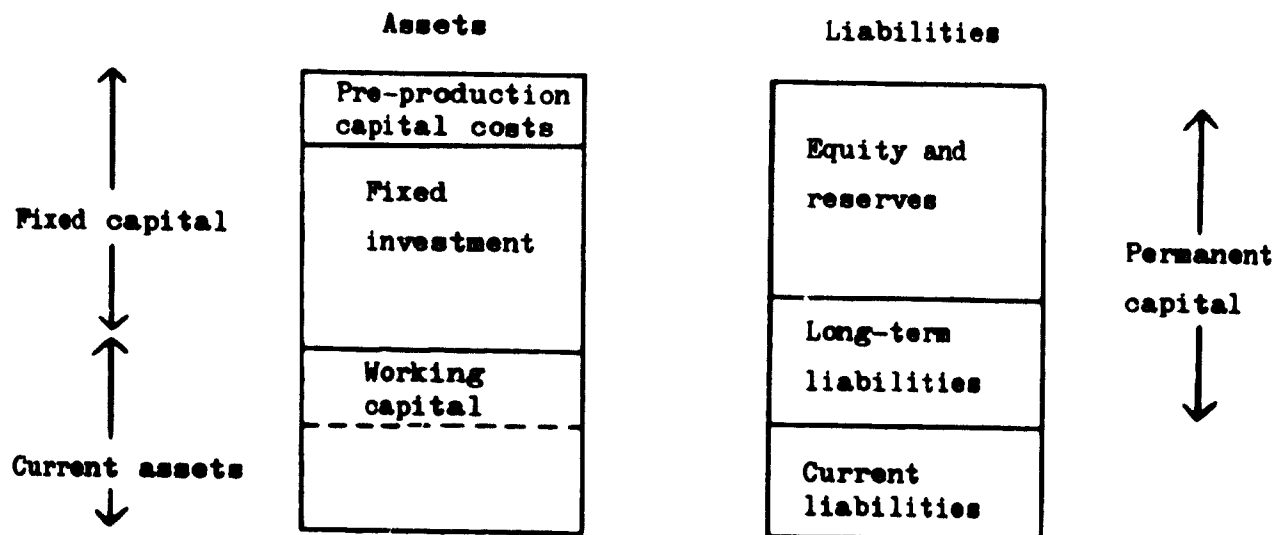 Assets
Liabilities
Pre-production
capital costs
Fixed
investment
Fixed capital
Working
capital
Current assets
Equity and
reserves
Long-term
liabilities
Current
liabilities
Permanent
capital